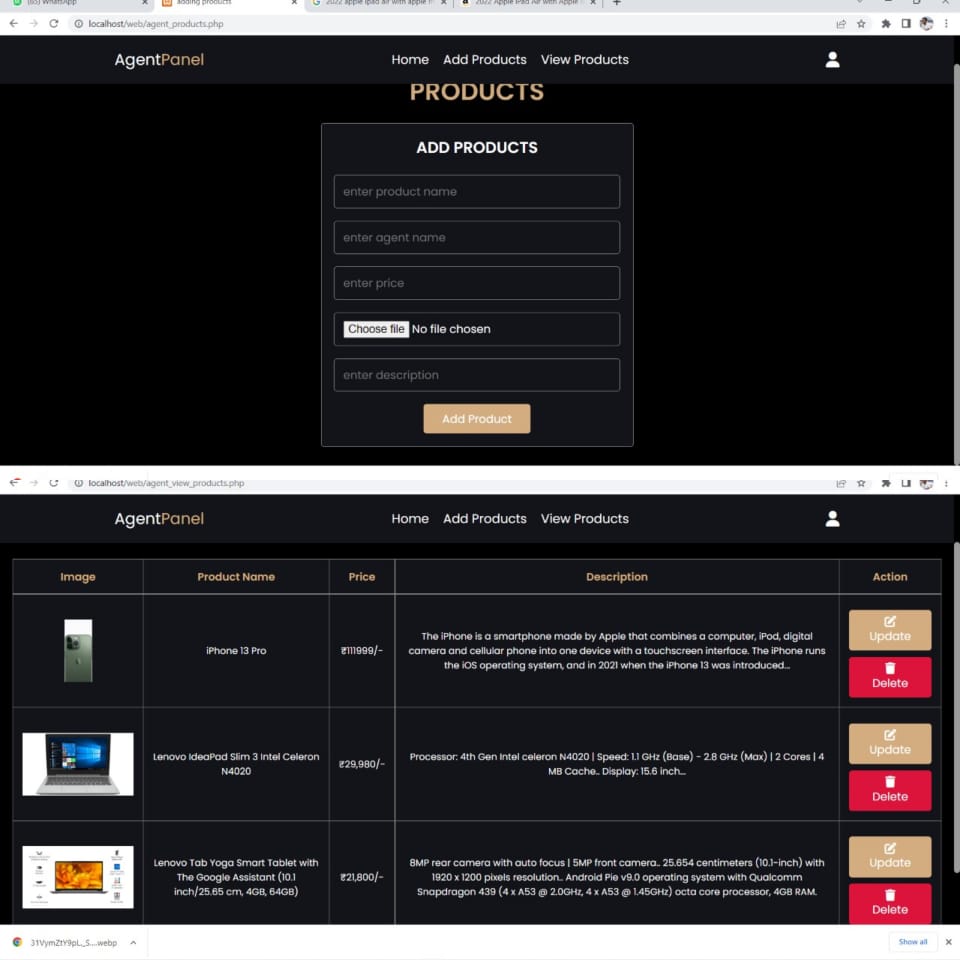 (65) WhatsApp
adding products
2022 apple ipad air with apple m
2022 Apple iPad Air with Apple
localhost/web/agent_products.php
AgentPanel
Home Add Products View Products
PRODUCTS
ADD PRODUCTS
enter product name
enter agent name
enter price
Choose file No file chosen
enter description
Add Product
localhost/web/agent_view_products.php
AgentPanel
Home Add Products View Products
Image Product Name Price Description Action
iPhone 13 Pro
₹111999/-
The iPhone is a smartphone made by Apple that combines a computer, iPod, digital
camera and cellular phone into one device with a touchscreen interface. The iPhone runs
the iOS operating system, and in 2021 when the iPhone 13 was introduced...
Update
Delete
Lenovo IdeaPad Slim 3 Intel Celeron
N4020
₹29,980/-
Processor: 4th Gen Intel celeron N4020 | Speed: 1.1 GHz (Base) - 2.8 GHz (Max) | 2 Cores | 4
MB Cache.. Display: 15.6 inch...
Update
Delete
Lenovo Tab Yoga Smart Tablet with
The Google Assistant (10.1
inch/25.65 cm, 4GB, 64GB)
₹21,800/-
8MP rear camera with auto focus | 5MP front camera.. 25.654 centimeters (10.1-inch) with
1920 x 1200 pixels resolution.. Android Pie v9.0 operating system with Qualcomm
Snapdragon 439 (4 x A53 @ 2.0GHz, 4 x A53 @ 1.45GHz) octa core processor, 4GB RAM.
Update
Delete
31VymZtY9pL._S....webp
Show all